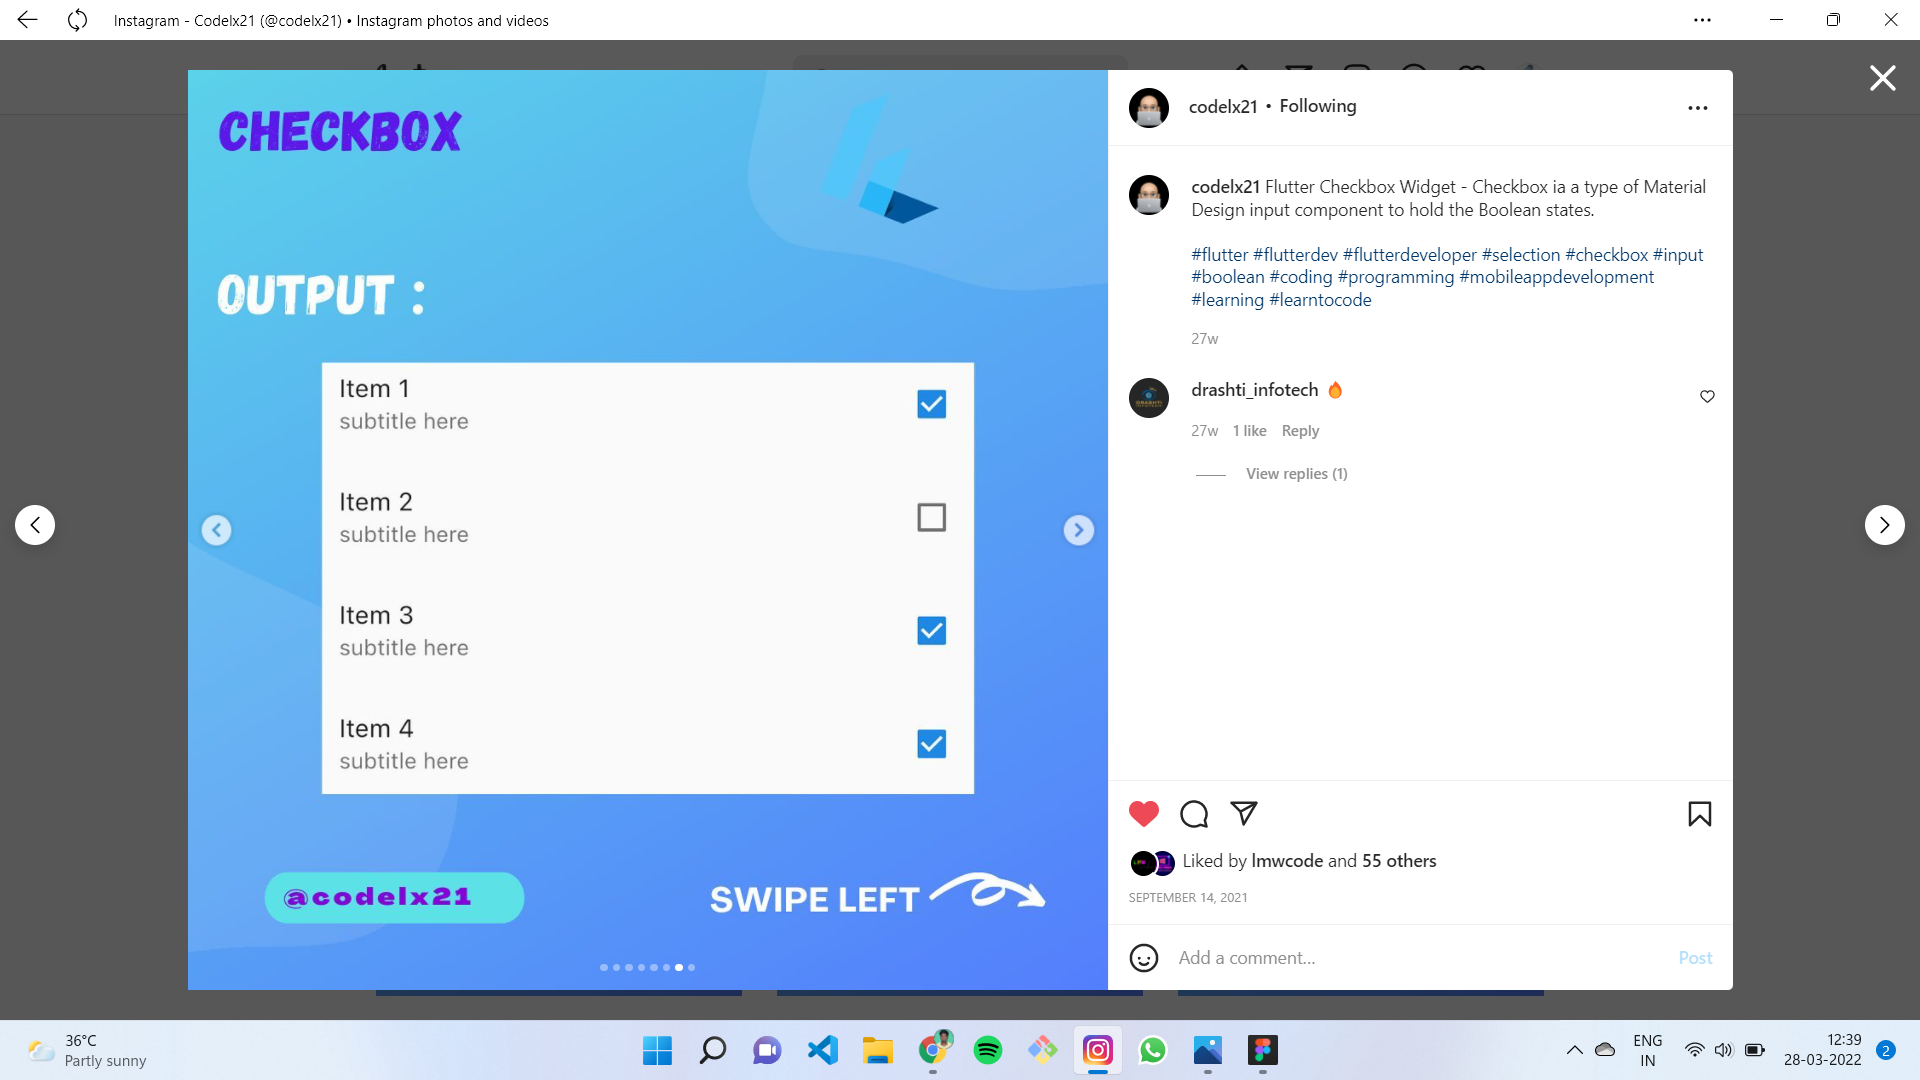 Instagram - Codelx21 (@codelx21) • Instagram photos and videos
CHECKBOX
OUTPUT :
Item 1
subtitle here
Item 2
subtitle here
Item 3
subtitle here
Item 4
subtitle here
@codelx21
SWIPE LEFT
codelx21 • Following
codelx21 Flutter Checkbox Widget - Checkbox ia a type of Material
Design input component to hold the Boolean states.
#flutter #flutterdev #flutterdeveloper #selection #checkbox #input
#boolean #coding #programming #mobileappdevelopment
#learning #learntocode
27w
drashti_infotech 🔥
27w 1 like Reply
View replies (1)
Liked by lmwcode and 55 others
SEPTEMBER 14, 2021
Add a comment...
Post
36°C
Partly sunny
ENG
IN
12:39
28-03-2022
2